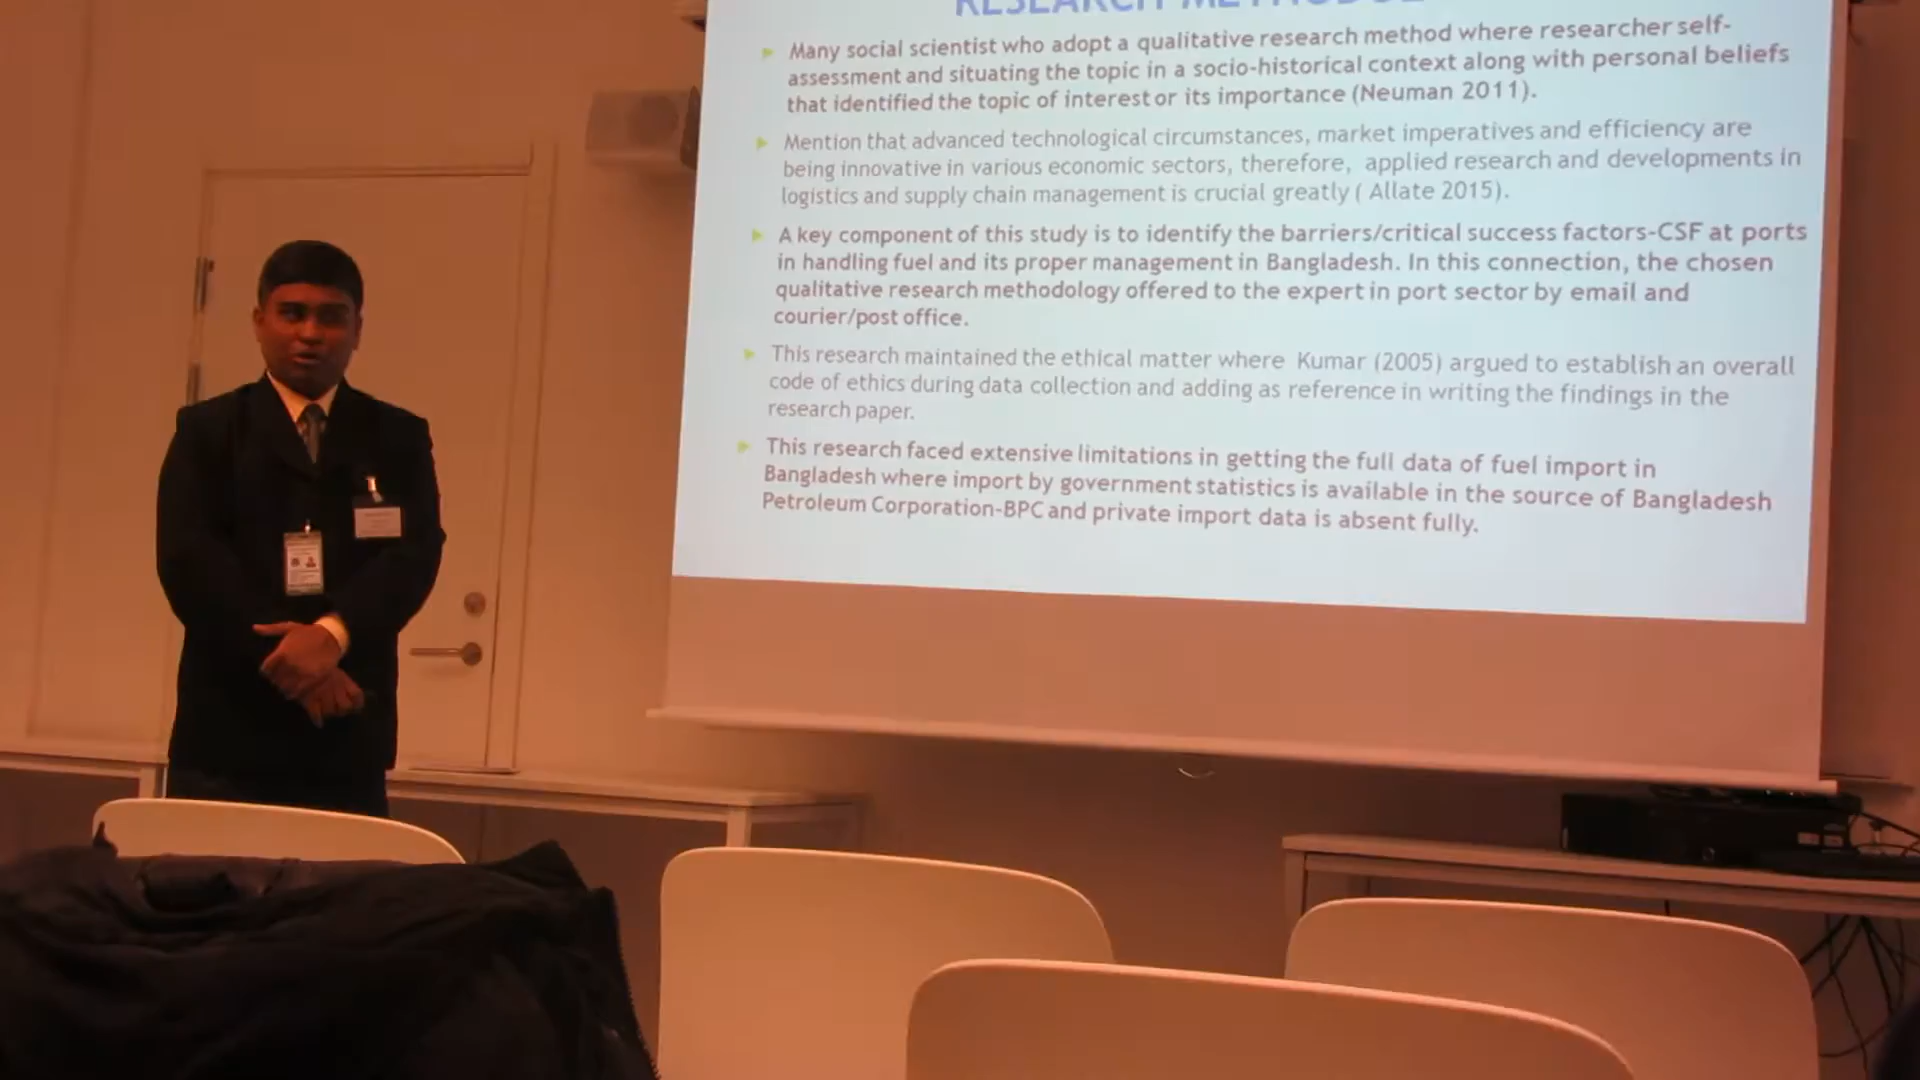 RESEARCH METHODOL
Many social scientist who adopt a qualitative research method where researcher self-
assessment and situating the topic in a socio-historical context along with personal beliefs
that identified the topic of interest or its importance (Neuman 2011).
Mention that advanced technological circumstances, market imperatives and efficiency are
being innovative in various economic sectors, therefore, applied research and developments in
logistics and supply chain management is crucial greatly ( Allate 2015).
A key component of this study is to identify the barriers/critical success factors-CSF at ports
in handling fuel and its proper management in Bangladesh. In this connection, the chosen
qualitative research methodology offered to the expert in port sector by email and
courier/post office.
This research maintained the ethical matter where Kumar (2005) argued to establish an overall
code of ethics during data collection and adding as reference in writing the findings in the
research paper.
This research faced extensive limitations in getting the full data of fuel import in
Bangladesh where import by government statistics is available in the source of Bangladesh
Petroleum Corporation-BPC and private import data is absent fully.